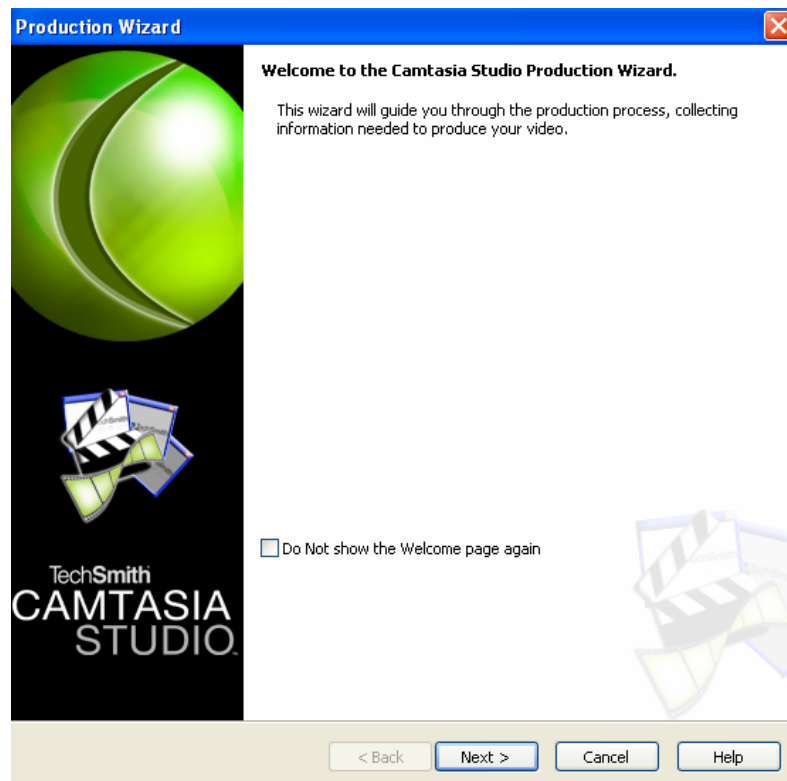 Production Wizard
Welcome to the Camtasia Studio Production Wizard.
This wizard will guide you through the production process, collecting
information needed to produce your video.
Do Not show the Welcome page again
TechSmith
CAMTASIA
STUDIO
< Back Next > Cancel Help